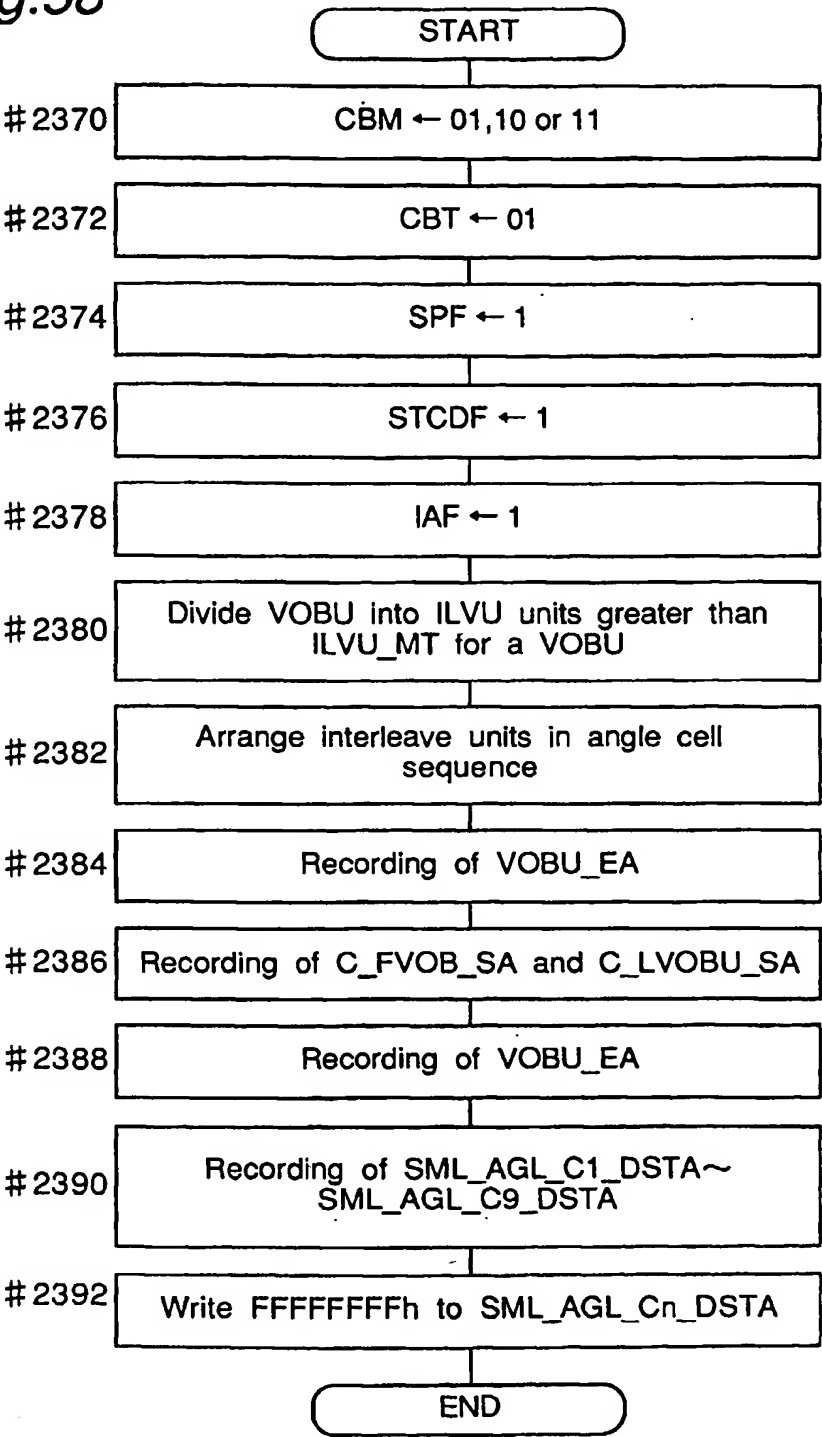 g.58
START
#2370 CBM ← 01,10 or 11
#2372 CBT ← 01
#2374 SPF ← 1
#2376 STCDF ← 1
#2378 IAF ← 1
#2380 Divide VOBU into ILVU units greater than
ILVU_MT for a VOBU
#2382 Arrange interleave units in angle cell
sequence
#2384 Recording of VOBU_EA
#2386 Recording of C_FVOB_SA and C_LVOBU_SA
#2388 Recording of VOBU_EA
#2390 Recording of SML_AGL_C1_DSTA~
SML_AGL_C9_DSTA
#2392 Write FFFFFFFFh to SML_AGL_Cn_DSTA
END